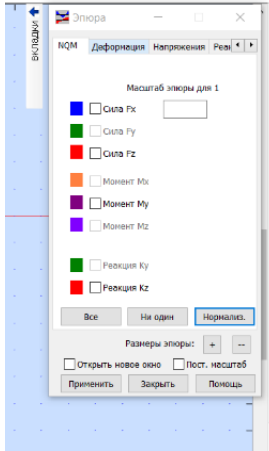 вкладки
Эпюра
NQM Деформация Напряжения Реа
Масштаб эпюры для 1
Сила Fx
Сила Fy
Сила Fz
Момент Mx
Момент My
Момент Mz
Реакция Ky
Реакция Kz
Все Ни один Нормализ.
Размеры эпюры: + --
Открыть новое окно Пост. масштаб
Применить Закрыть Помощь